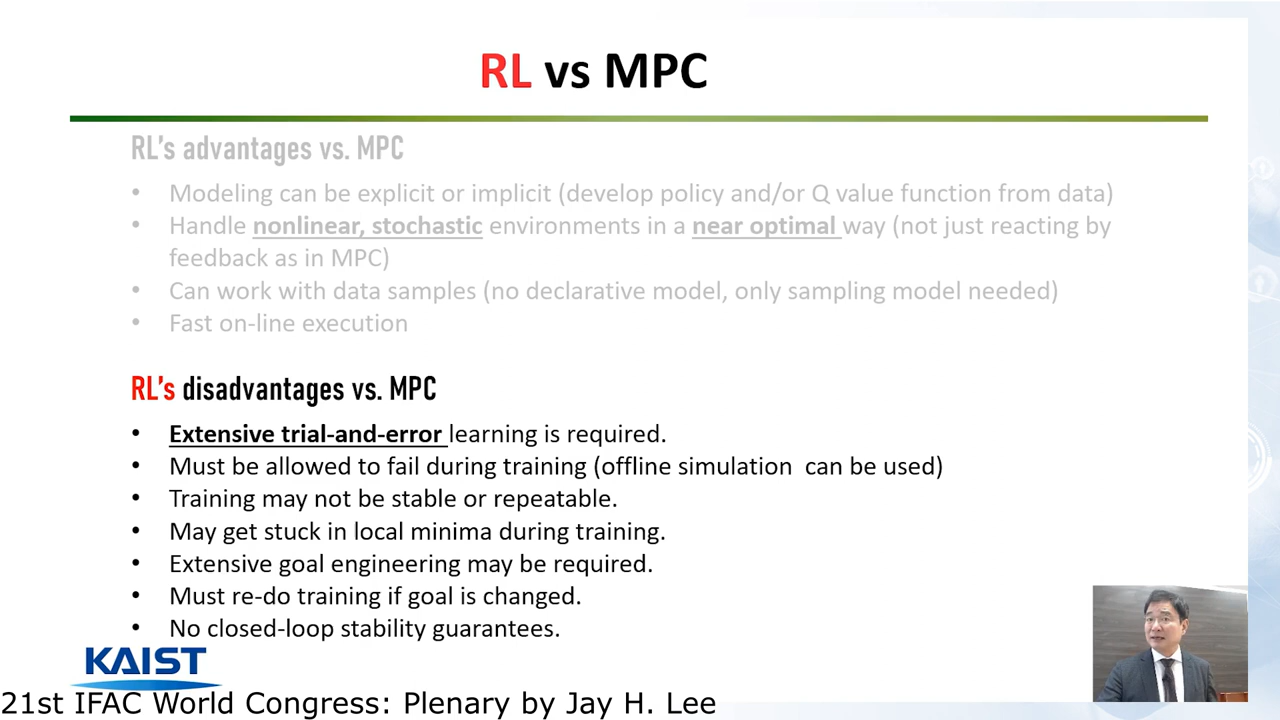 RL vs MPC
RL's advantages vs. MPC
• Modeling can be explicit or implicit (develop policy and/or Q value function from data)
• Handle nonlinear, stochastic environments in a near optimal way (not just reacting by
feedback as in MPC)
• Can work with data samples (no declarative model, only sampling model needed)
• Fast on-line execution
RL's disadvantages vs. MPC
• Extensive trial-and-error learning is required.
• Must be allowed to fail during training (offline simulation  can be used)
• Training may not be stable or repeatable.
• May get stuck in local minima during training.
• Extensive goal engineering may be required.
• Must re-do training if goal is changed.
• No closed-loop stability guarantees.
KAIST
21st IFAC World Congress: Plenary by Jay H. Lee